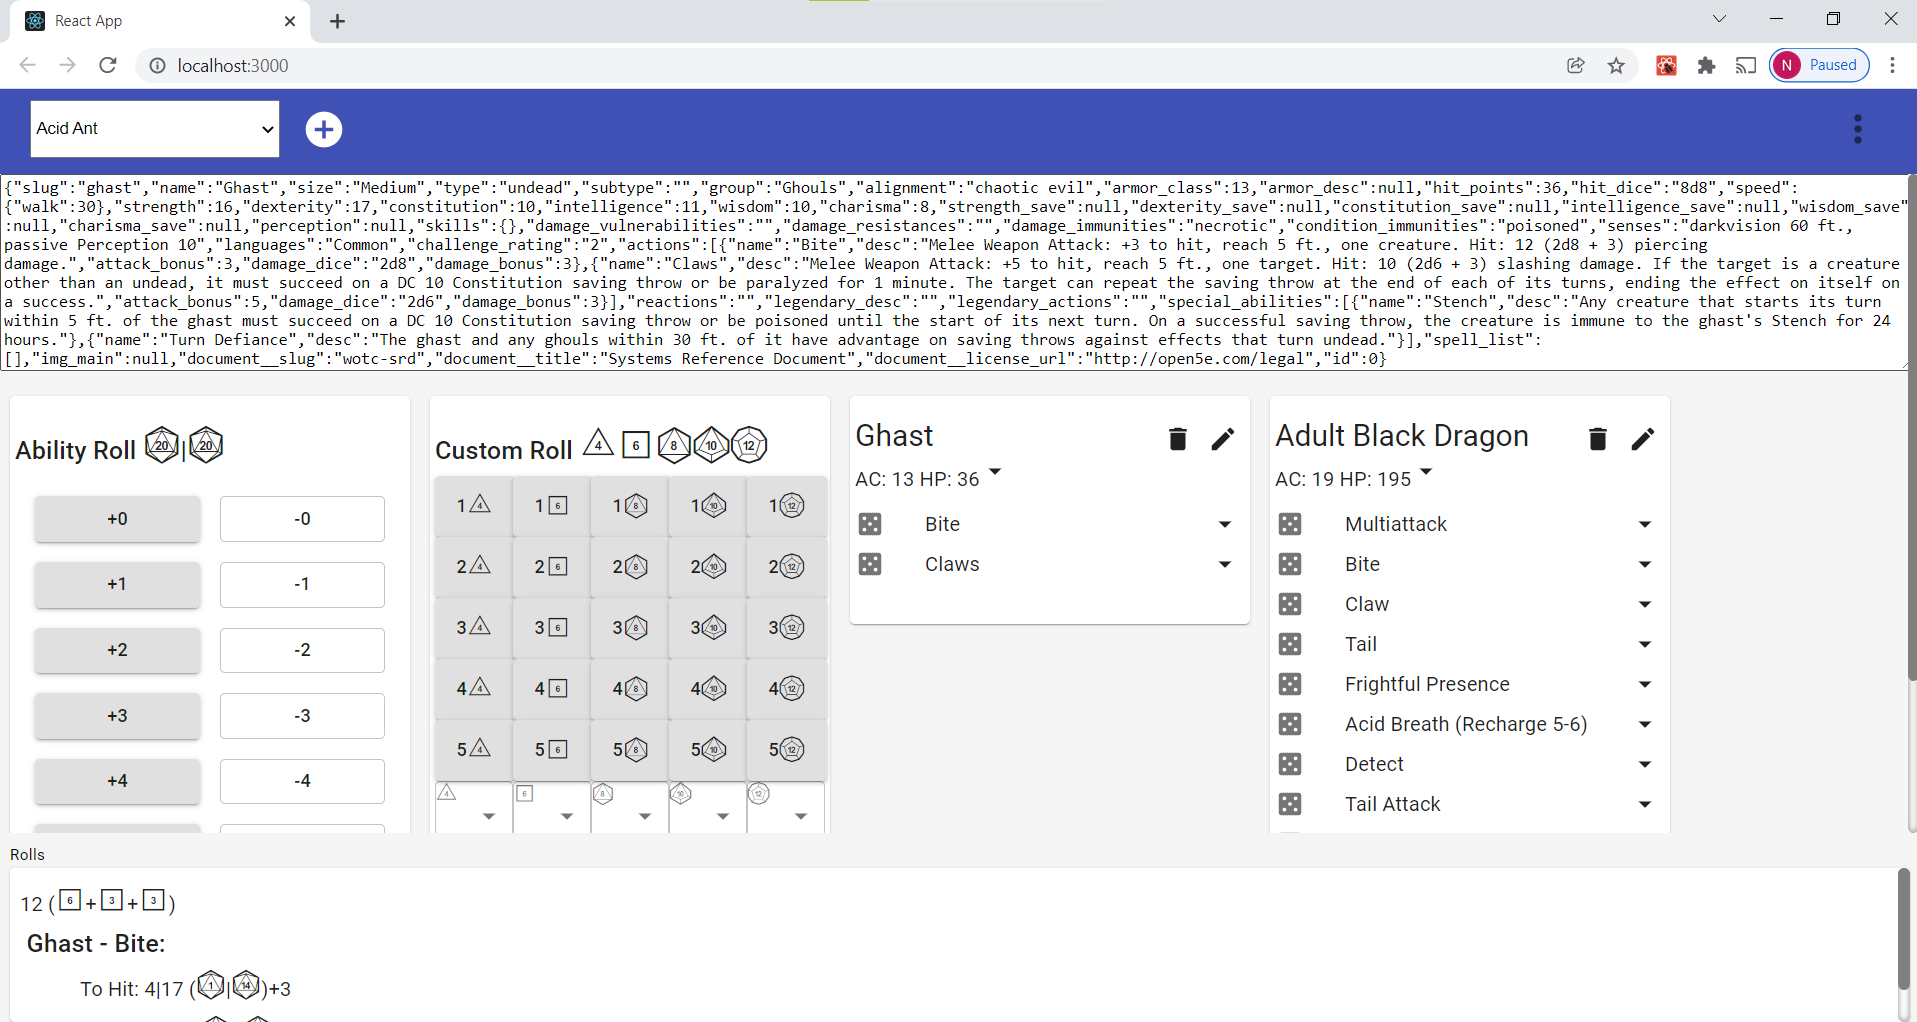 React App
localhost:3000
N Paused
Acid Ant
{"slug":"ghast","name":"Ghast","size":"Medium","type":"undead","subtype":"","group":"Ghouls","alignment":"chaotic evil","armor_class":13,"armor_desc":null,"hit_points":36,"hit_dice":"8d8","speed":
{"walk":30},"strength":16,"dexterity":17,"constitution":10,"intelligence":11,"wisdom":10,"charisma":8,"strength_save":null,"dexterity_save":null,"constitution_save":null,"intelligence_save":null,"wisdom_save"
:null,"charisma_save":null,"perception":null,"skills":{},"damage_vulnerabilities":"","damage_resistances":"","damage_immunities":"necrotic","condition_immunities":"poisoned","senses":"darkvision 60 ft.,
passive Perception 10","languages":"Common","challenge_rating":"2","actions":[{"name":"Bite","desc":"Melee Weapon Attack: +3 to hit, reach 5 ft., one creature. Hit: 12 (2d8 + 3) piercing
damage.","attack_bonus":3,"damage_dice":"2d8","damage_bonus":3},{"name":"Claws","desc":"Melee Weapon Attack: +5 to hit, reach 5 ft., one target. Hit: 10 (2d6 + 3) slashing damage. If the target is a creature
other than an undead, it must succeed on a DC 10 Constitution saving throw or be paralyzed for 1 minute. The target can repeat the saving throw at the end of each of its turns, ending the effect on itself on
a success.","attack_bonus":5,"damage_dice":"2d6","damage_bonus":3}],"reactions":"","legendary_desc":"","legendary_actions":"","special_abilities":[{"name":"Stench","desc":"Any creature that starts its turn
within 5 ft. of the ghast must succeed on a DC 10 Constitution saving throw or be poisoned until the start of its next turn. On a successful saving throw, the creature is immune to the ghast's Stench for 24
hours."},{"name":"Turn Defiance","desc":"The ghast and any ghouls within 30 ft. of it have advantage on saving throws against effects that turn undead."}],"spell_list":
[],"img_main":null,"document__slug":"wotc-srd","document__title":"Systems Reference Document","document__license_url":"http://open5e.com/legal","id":0}
Ability Roll 20|20
+0 -0
+1 -1
+2 -2
+3 -3
+4 -4
Custom Roll 4 6 8 10 12
1 4 1 6 1 8 1 10 1 12
2 4 2 6 2 8 2 10 2 12
3 4 3 6 3 8 3 10 3 12
4 4 4 6 4 8 4 10 4 12
5 4 5 6 5 8 5 10 5 12
4 6 8 10 12
Ghast
AC: 13 HP: 36
Bite
Claws
Adult Black Dragon
AC: 19 HP: 195
Multiattack
Bite
Claw
Tail
Frightful Presence
Acid Breath (Recharge 5-6)
Detect
Tail Attack
Rolls
12 (6+3+3)
Ghast - Bite:
To Hit: 4|17 (1|14)+3